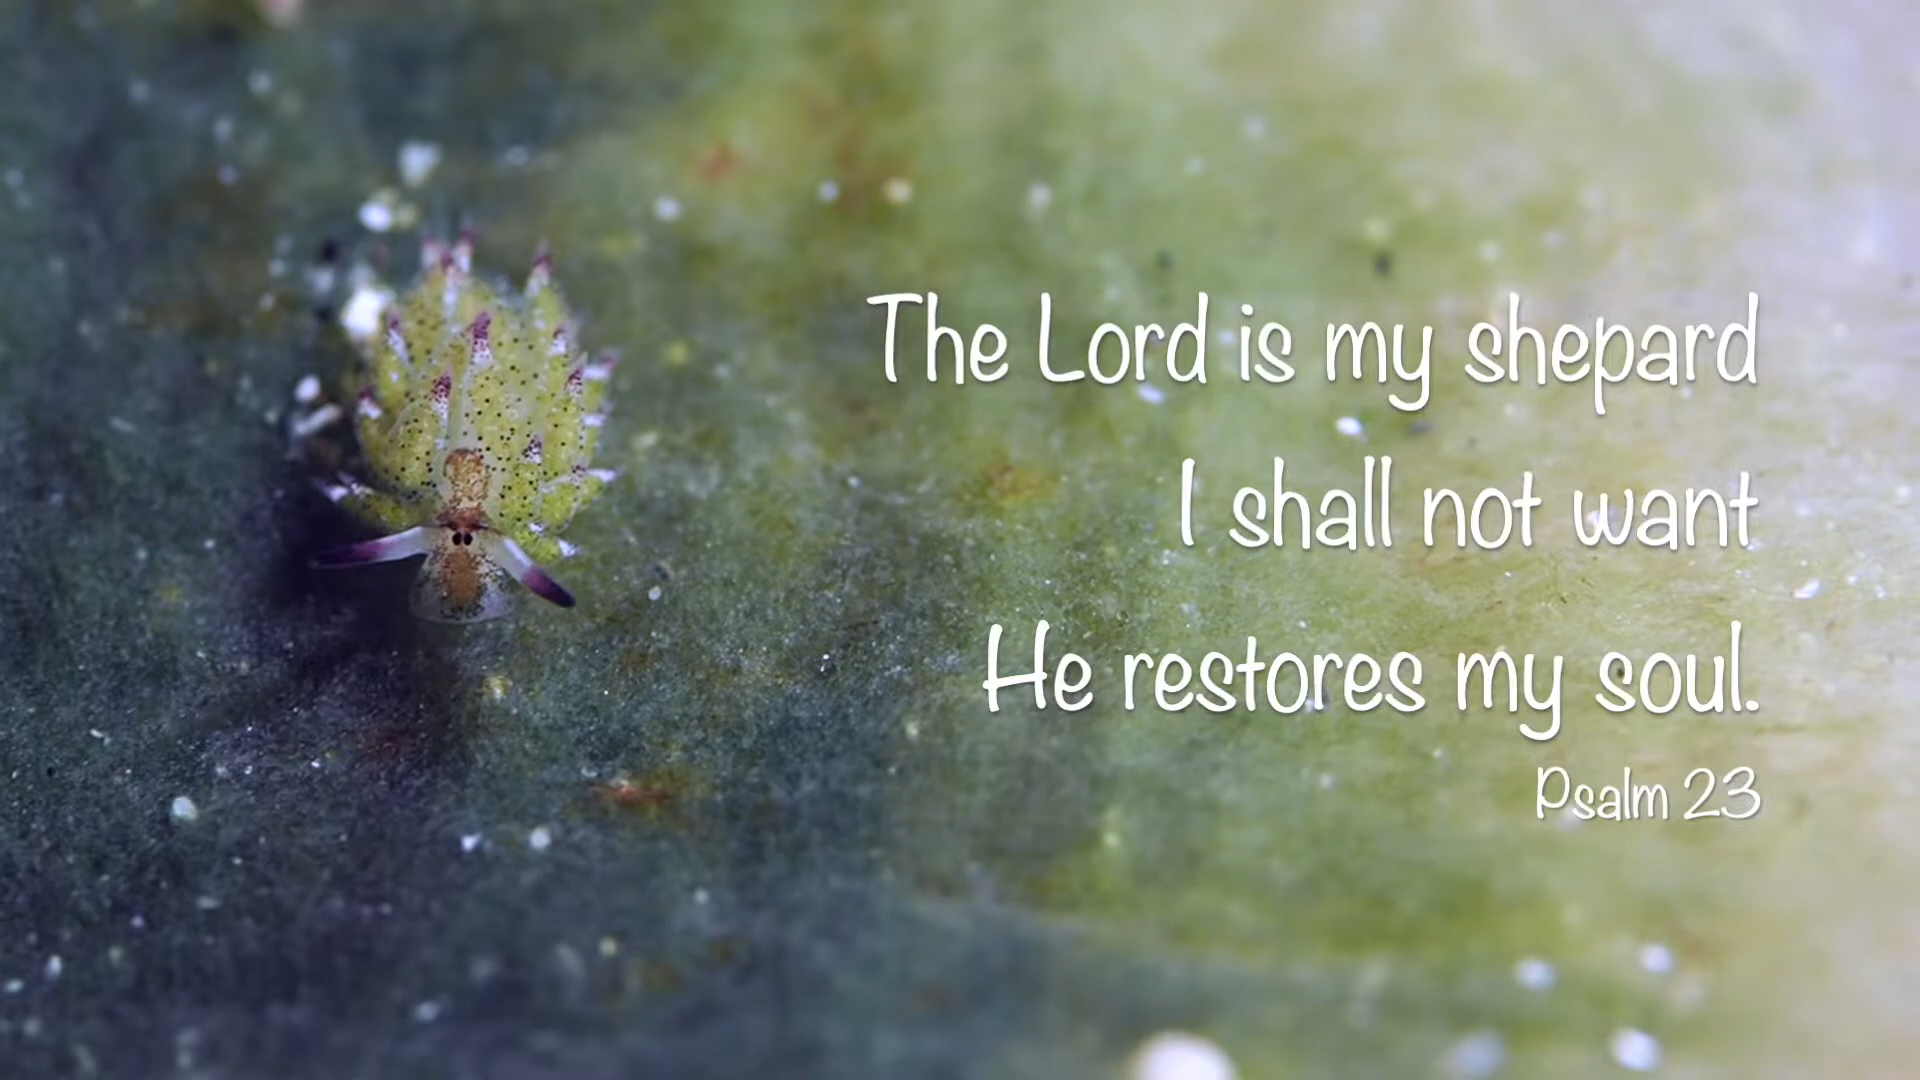 The Lord is my shepard
I shall not want
He restores my soul.
Psalm 23